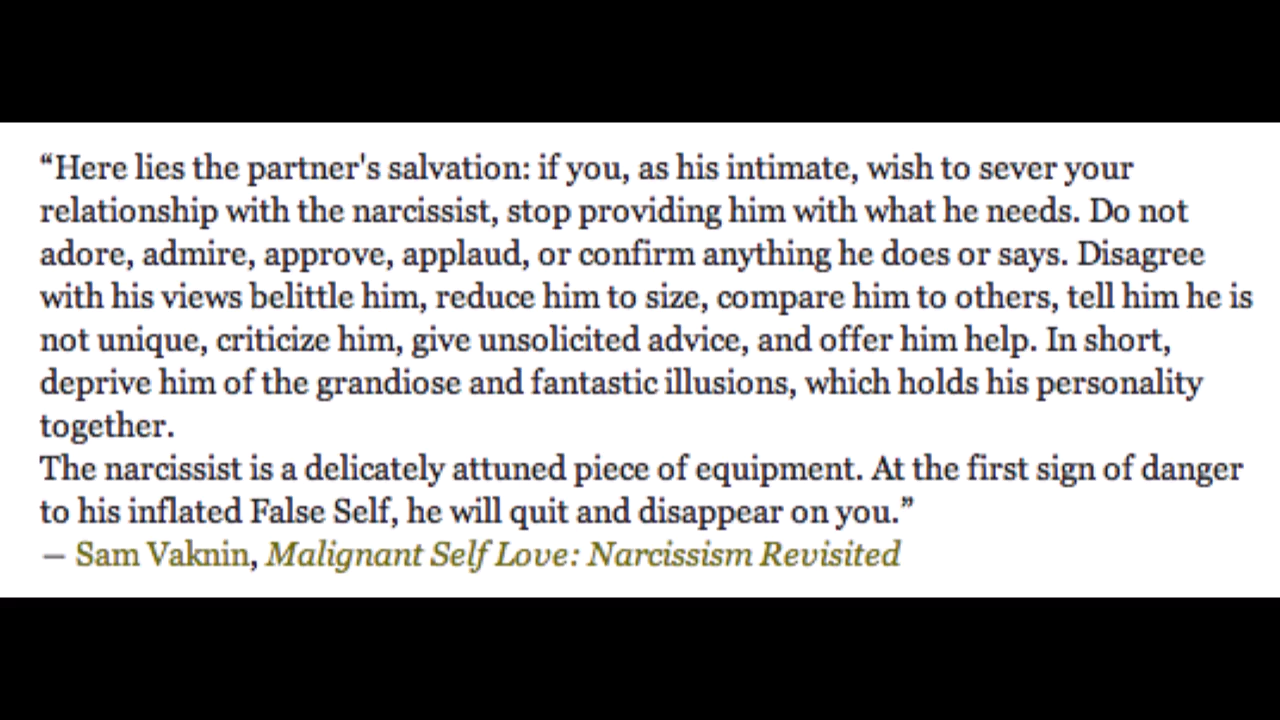 “Here lies the partner's salvation: if you, as his intimate, wish to sever your
relationship with the narcissist, stop providing him with what he needs. Do not
adore, admire, approve, applaud, or confirm anything he does or says. Disagree
with his views belittle him, reduce him to size, compare him to others, tell him he is
not unique, criticize him, give unsolicited advice, and offer him help. In short,
deprive him of the grandiose and fantastic illusions, which holds his personality
together.
The narcissist is a delicately attuned piece of equipment. At the first sign of danger
to his inflated False Self, he will quit and disappear on you.”
― Sam Vaknin, Malignant Self Love: Narcissism Revisited